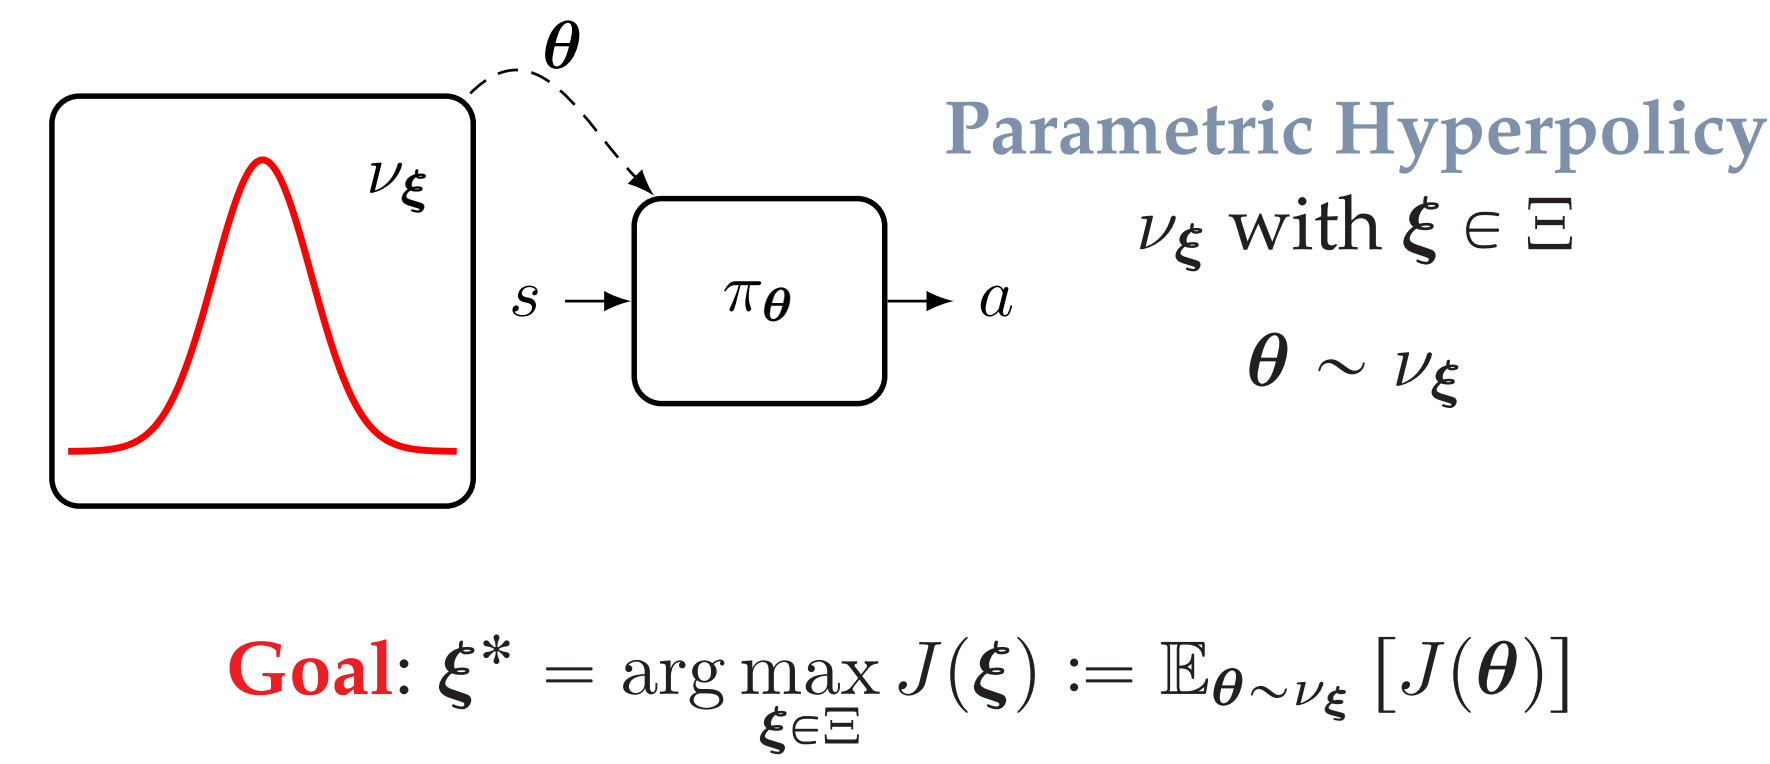 θ
ν_ξ
s
π_θ
a
Parametric Hyperpolicy
ν_ξ with ξ ∈ Ξ
θ ∼ ν_ξ
Goal: ξ* = arg max_{ξ∈Ξ} J(ξ) := 𝔼_{θ∼ν_ξ} [J(θ)]